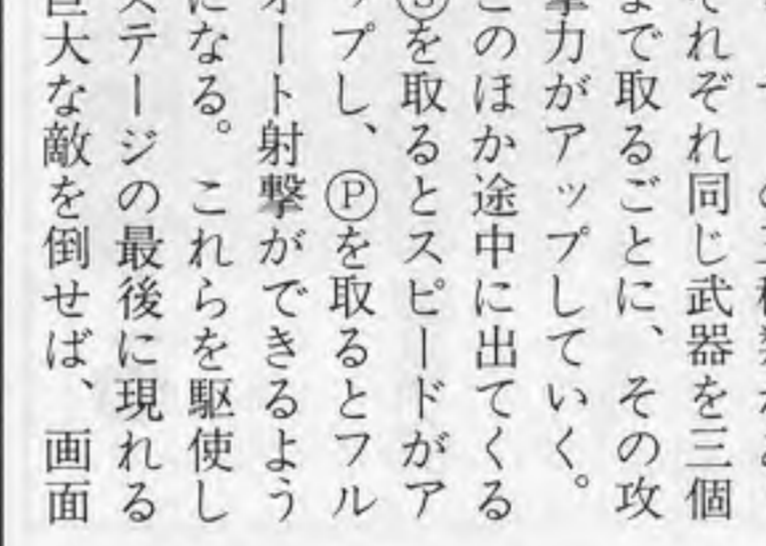 それぞれ同じ武器を三個
まで取るごとに、その攻
撃力がアップしていく。
このほか途中に出てくる
Ⓢを取るとスピードがア
ップし、Ⓟを取るとフル
オート射撃ができるよう
になる。これらを駆使し
ステージの最後に現れる
巨大な敵を倒せば、画面